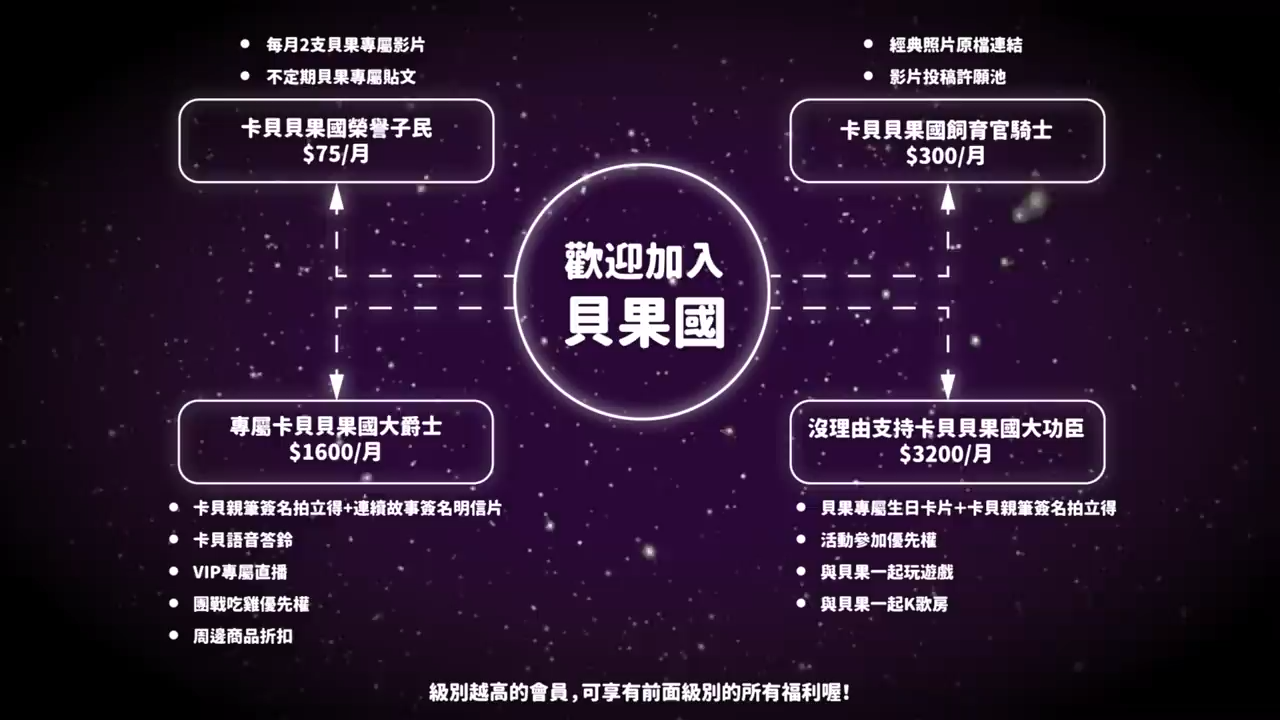 每月2支貝果專屬影片
不定期貝果專屬貼文
卡貝貝果國榮譽子民
$75/月
經典照片原檔連結
影片投稿許願池
卡貝貝果國飼育官騎士
$300/月
歡迎加入
貝果國
專屬卡貝貝果國大爵士
$1600/月
卡貝親筆簽名拍立得+連續故事簽名明信片
卡貝語音答鈴
VIP專屬直播
團戰吃雞優先權
周邊商品折扣
沒理由支持卡貝貝果國大功臣
$3200/月
貝果專屬生日卡片+卡貝親筆簽名拍立得
活動參加優先權
與貝果一起玩遊戲
與貝果一起K歌房
級別越高的會員,可享有前面級別的所有福利喔!